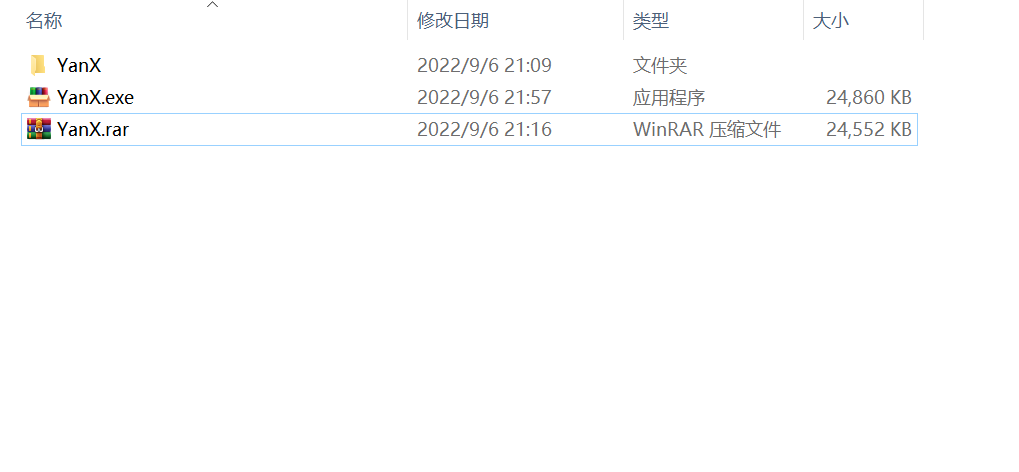 名称 修改日期 类型 大小
YanX 2022/9/6 21:09 文件夹
YanX.exe 2022/9/6 21:57 应用程序 24,860 KB
YanX.rar 2022/9/6 21:16 WinRAR 压缩文件 24,552 KB